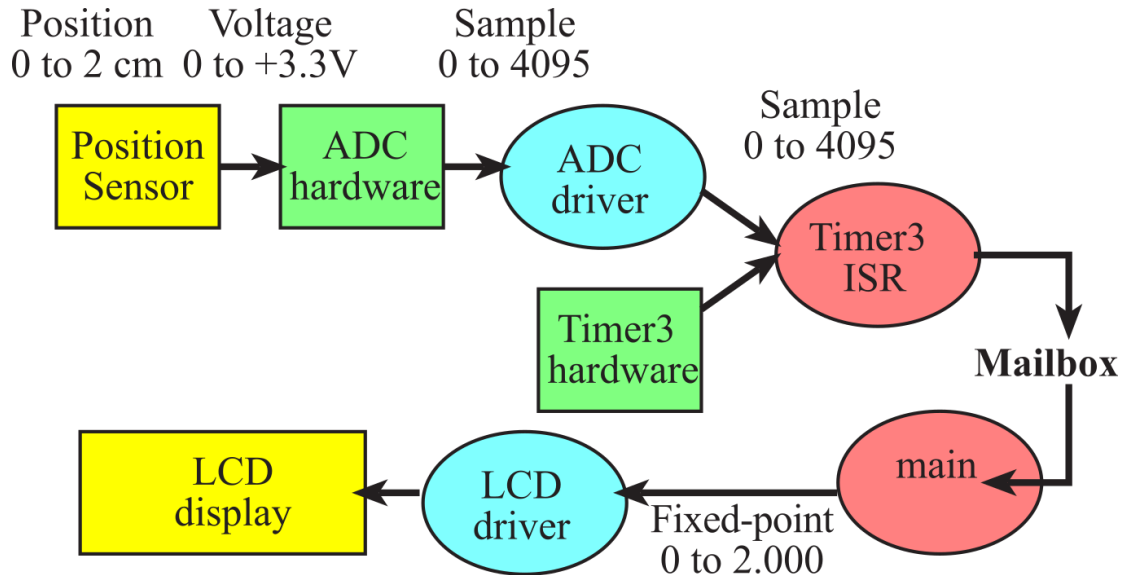 Position
0 to 2 cm
Voltage
0 to +3.3V
Sample
0 to 4095
Position
Sensor
ADC
hardware
ADC
driver
Sample
0 to 4095
Timer3
ISR
Timer3
hardware
Mailbox
main
Fixed-point
0 to 2.000
LCD
driver
LCD
display